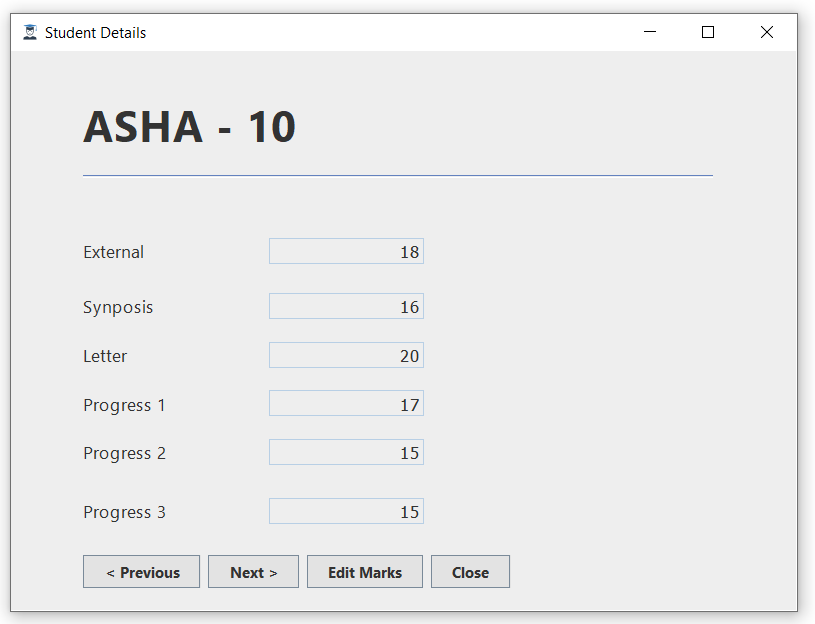 Student Details
ASHA - 10
External 18
Synposis 16
Letter 20
Progress 1 17
Progress 2 15
Progress 3 15
< Previous Next > Edit Marks Close